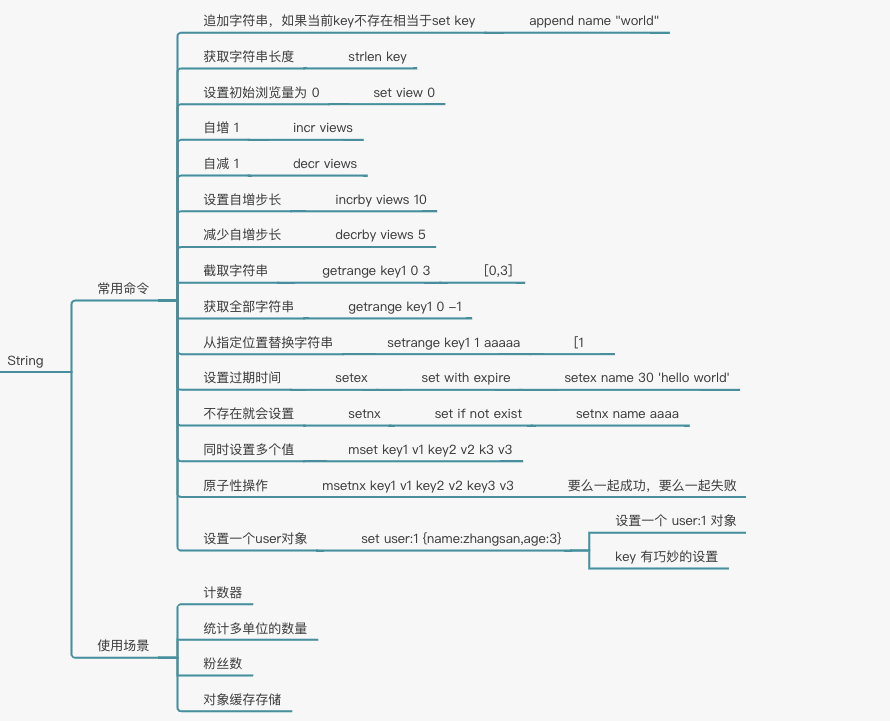 追加字符串，如果当前key不存在相当于set key append name "world"
获取字符串长度 strlen key
设置初始浏览量为 0 set view 0
自增 1 incr views
自减 1 decr views
设置自增步长 incrby views 10
减少自增步长 decrby views 5
截取字符串 getrange key1 0 3 [0,3]
常用命令
获取全部字符串 getrange key1 0 -1
从指定位置替换字符串 setrange key1 1 aaaaa [1
String
设置过期时间 setex set with expire setex name 30 'hello world'
不存在就会设置 setnx set if not exist setnx name aaaa
同时设置多个值 mset key1 v1 key2 v2 k3 v3
原子性操作 msetnx key1 v1 key2 v2 key3 v3 要么一起成功，要么一起失败
设置一个user对象 set user:1 {name:zhangsan,age:3}
设置一个 user:1 对象
key 有巧妙的设置
使用场景
计数器
统计多单位的数量
粉丝数
对象缓存存储